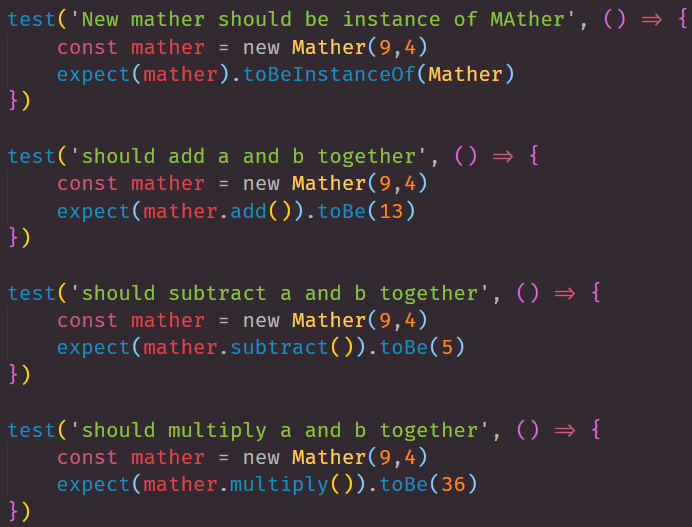 test('New mather should be instance of MAther', () => {
    const mather = new Mather(9,4)
    expect(mather).toBeInstanceOf(Mather)
})

test('should add a and b together', () => {
    const mather = new Mather(9,4)
    expect(mather.add()).toBe(13)
})

test('should subtract a and b together', () => {
    const mather = new Mather(9,4)
    expect(mather.subtract()).toBe(5)
})

test('should multiply a and b together', () => {
    const mather = new Mather(9,4)
    expect(mather.multiply()).toBe(36)
})